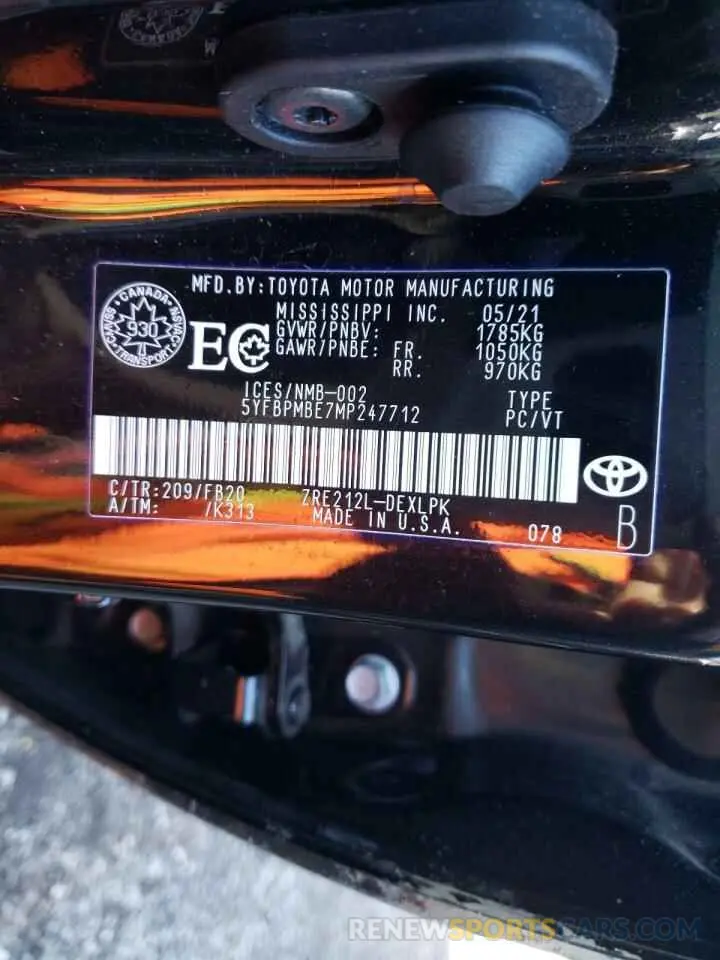 MFD.BY:TOYOTA MOTOR MANUFACTURING
MISSISSIPPI INC. 05/21
GVWR/PNBV: 1785KG
GAWR/PNBE: FR. 1050KG
RR. 970KG
CANADA
930
TRANSPORT
EC
ICES/NMB-002 TYPE
5YFBPMBE7MP247712 PC/VT
C/TR:209/FB20 ZRE212L-DEXLPK
A/TM: /K313 MADE IN U.S.A. 078
B
RENEWSPORTSCARS.COM